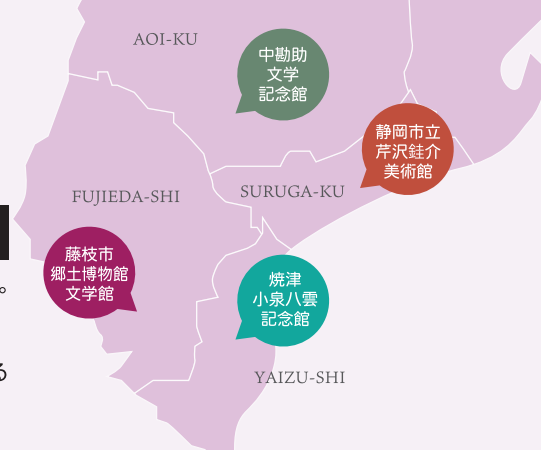 AOI-KU
中勘助
文学
記念館
静岡市立
芹沢銈介
美術館
FUJIEDA-SHI
SURUGA-KU
藤枝市
郷土博物館
文学館
焼津
小泉八雲
記念館
YAIZU-SHI
。
る